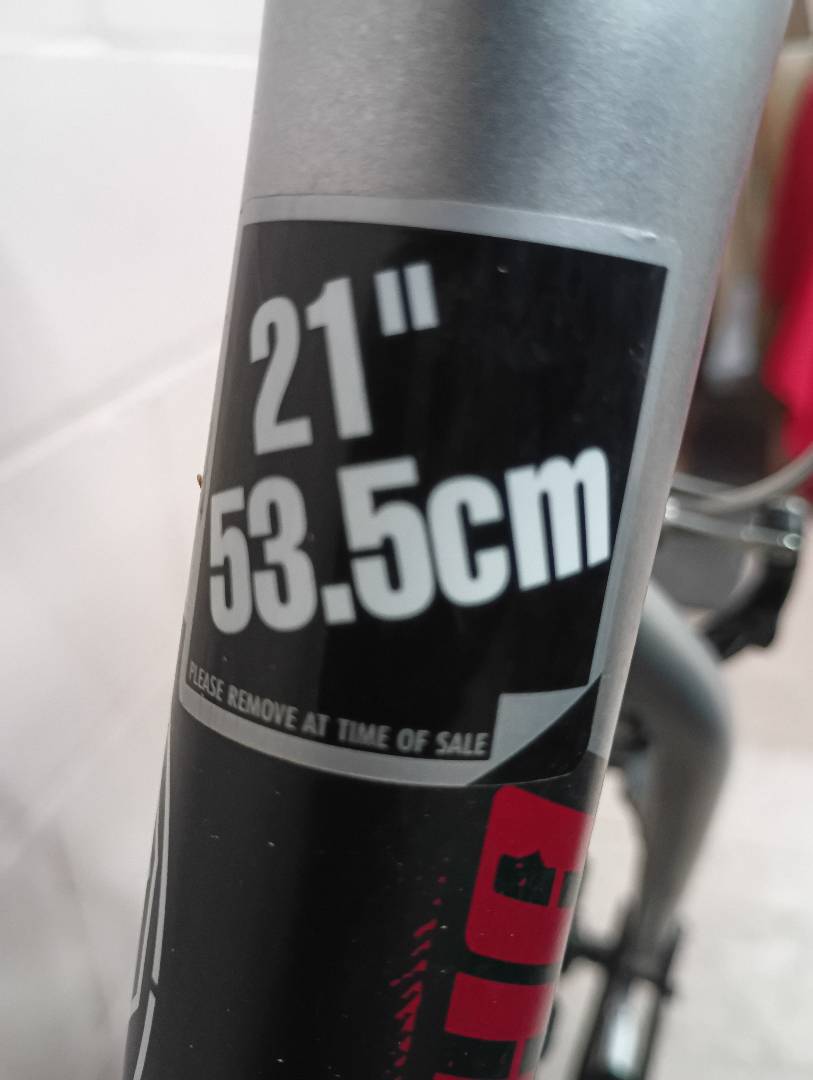 21"
53.5cm
PLEASE REMOVE AT TIME OF SALE